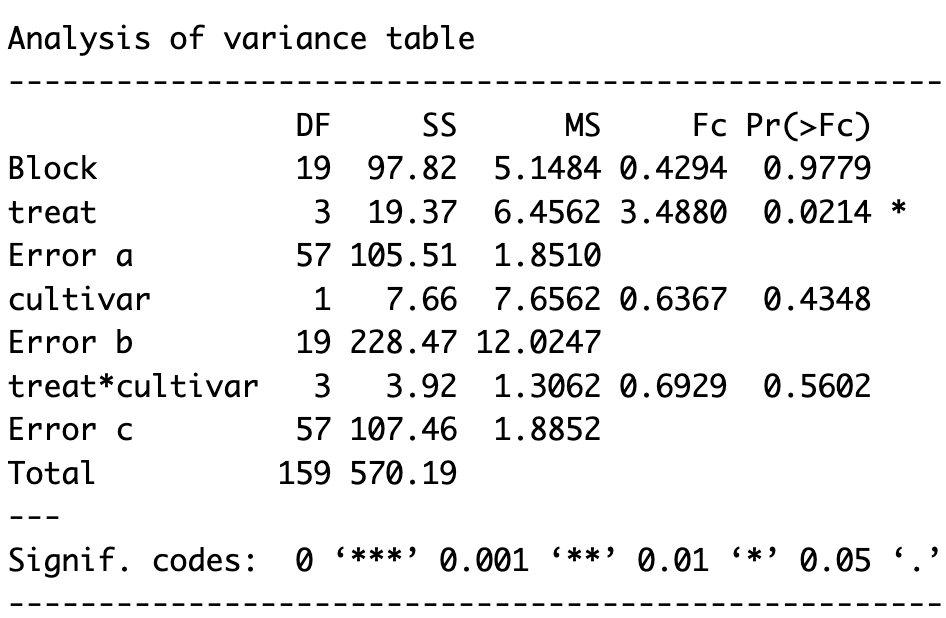 Analysis of variance table
----------------------------------------------------
                DF     SS      MS     Fc Pr(>Fc)
Block           19  97.82  5.1484 0.4294  0.9779
treat            3  19.37  6.4562 3.4880  0.0214 *
Error a         57 105.51  1.8510
cultivar         1   7.66  7.6562 0.6367  0.4348
Error b         19 228.47 12.0247
treat*cultivar   3   3.92  1.3062 0.6929  0.5602
Error c         57 107.46  1.8852
Total          159 570.19
---
Signif. codes:  0 ‘***’ 0.001 ‘**’ 0.01 ‘*’ 0.05 ‘.’
----------------------------------------------------